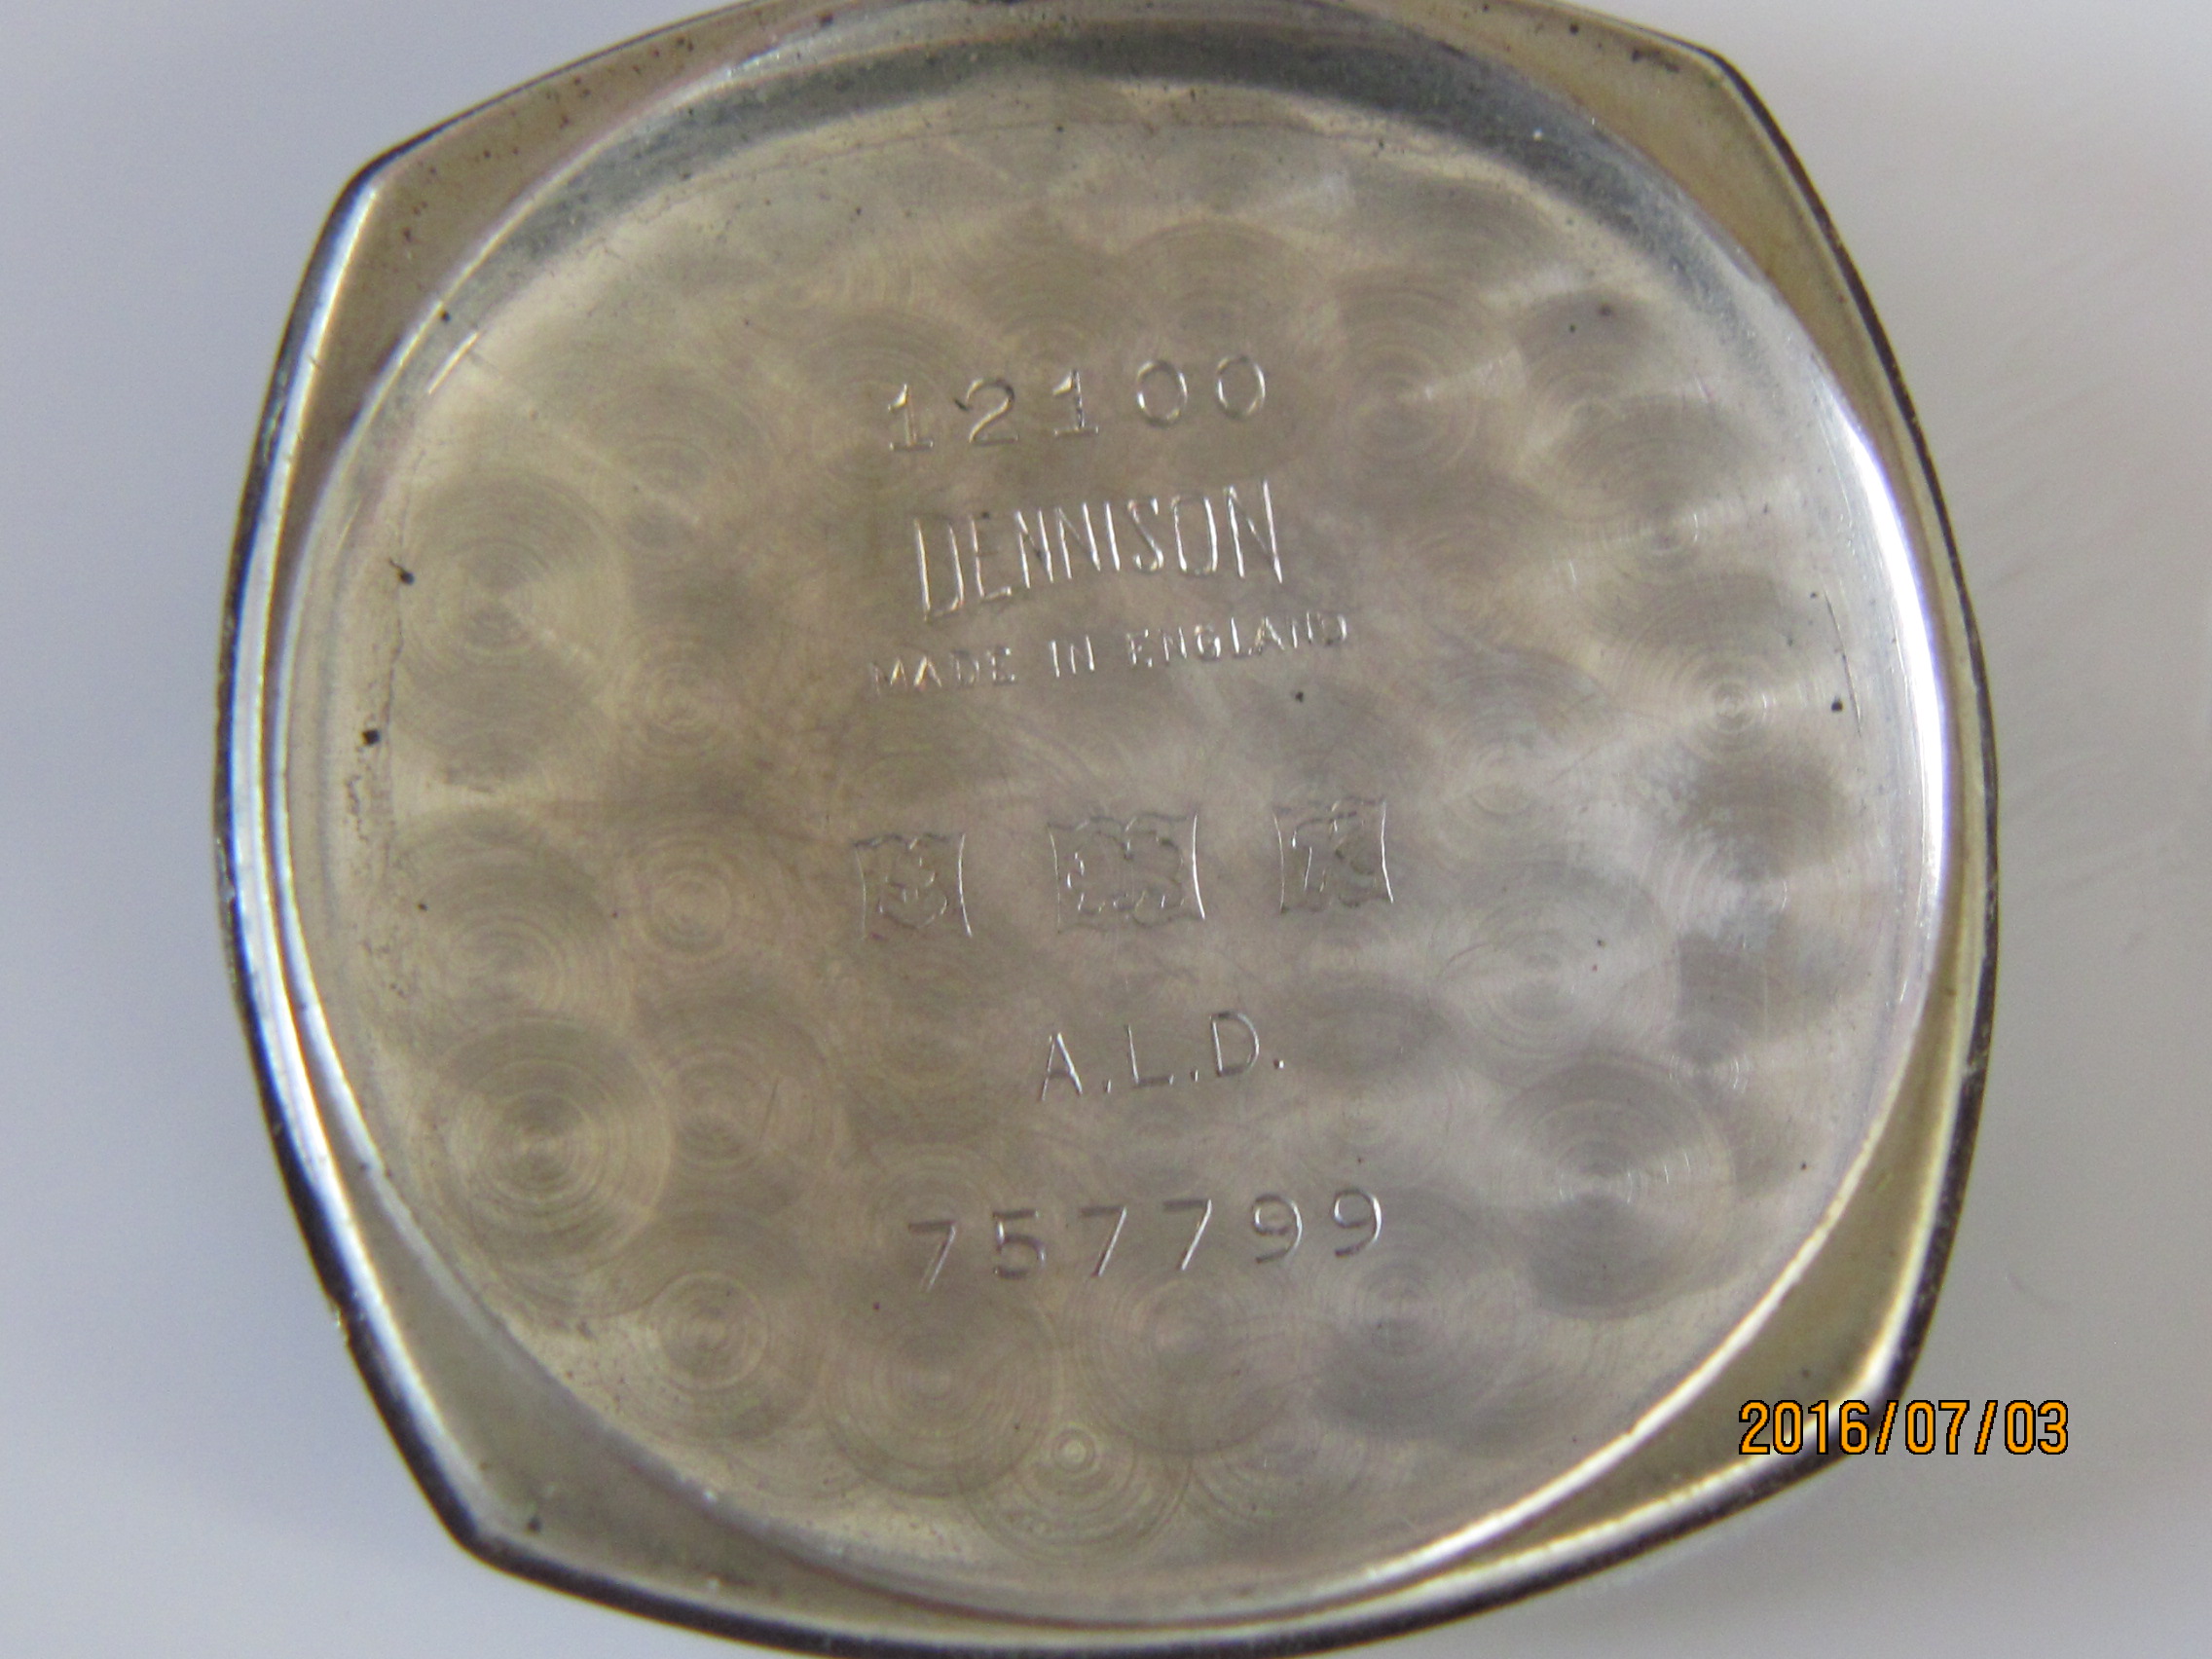 12100
DENNISON
MADE IN ENGLAND
A.L.D.
757799
2016/07/03